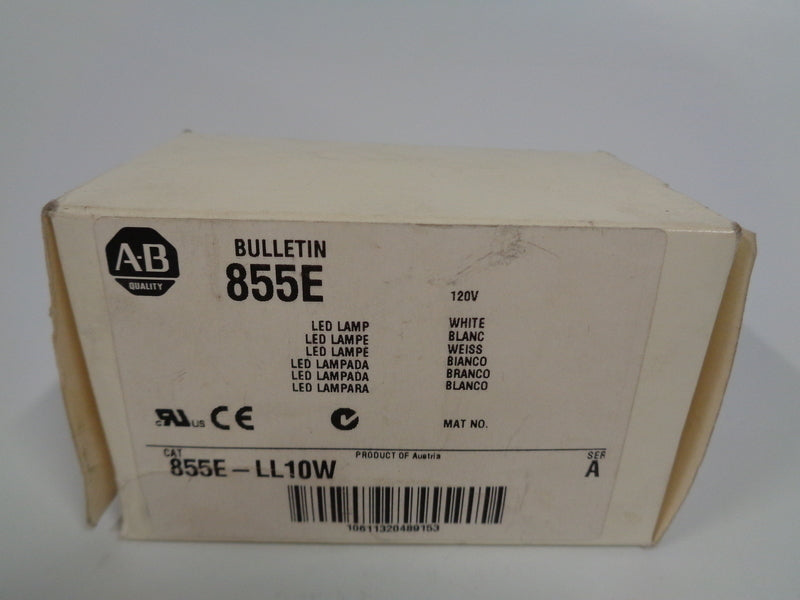 A-B
QUALITY
BULLETIN
855E
120V
LED LAMP WHITE
LED LAMPE BLANC
LED LAMPE WEISS
LED LAMPADA BIANCO
LED LAMPADA BRANCO
LED LAMPARA BLANCO
c RU US CE
MAT NO.
CAT PRODUCT OF Austria SER
855E-LL10W A
10611320489153